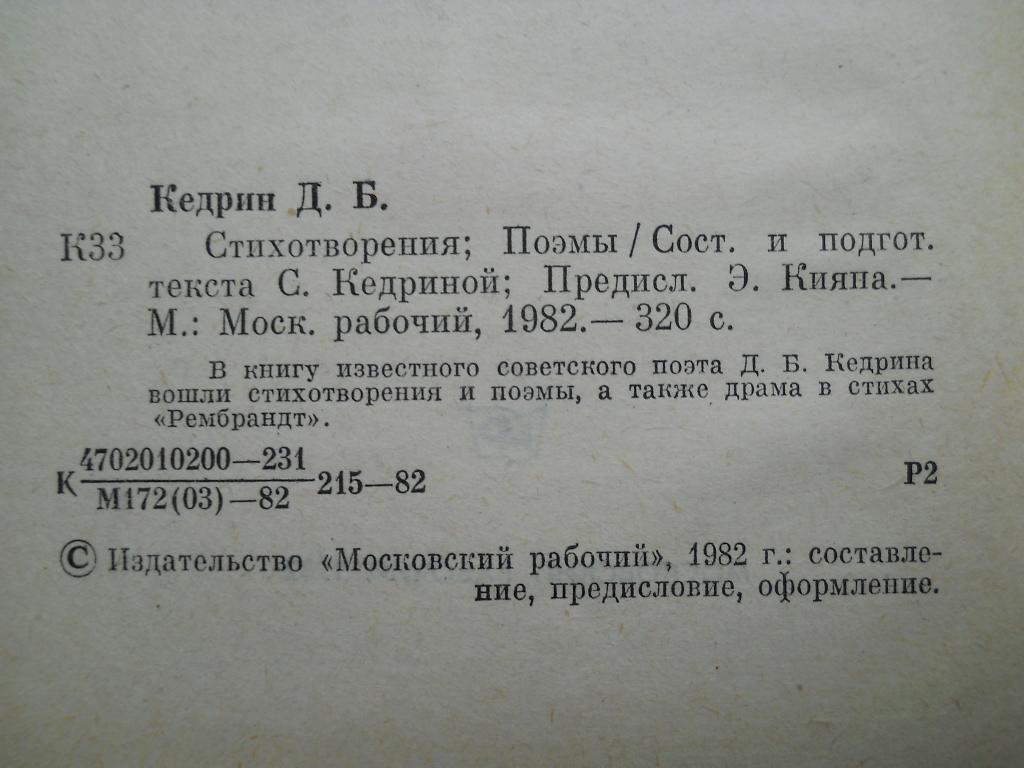 Кедрин Д. Б.
К33 Стихотворения; Поэмы / Сост. и подгот.
текста С. Кедриной; Предисл. Э. Кияна.—
М.: Моск. рабочий, 1982.— 320 с.
В книгу известного советского поэта Д. Б. Кедрина
вошли стихотворения и поэмы, а также драма в стихах
«Рембрандт».
4702010200—231
К 215—82 Р2
М172(03)—82
© Издательство «Московский рабочий», 1982 г.: составле-
ние, предисловие, оформление.